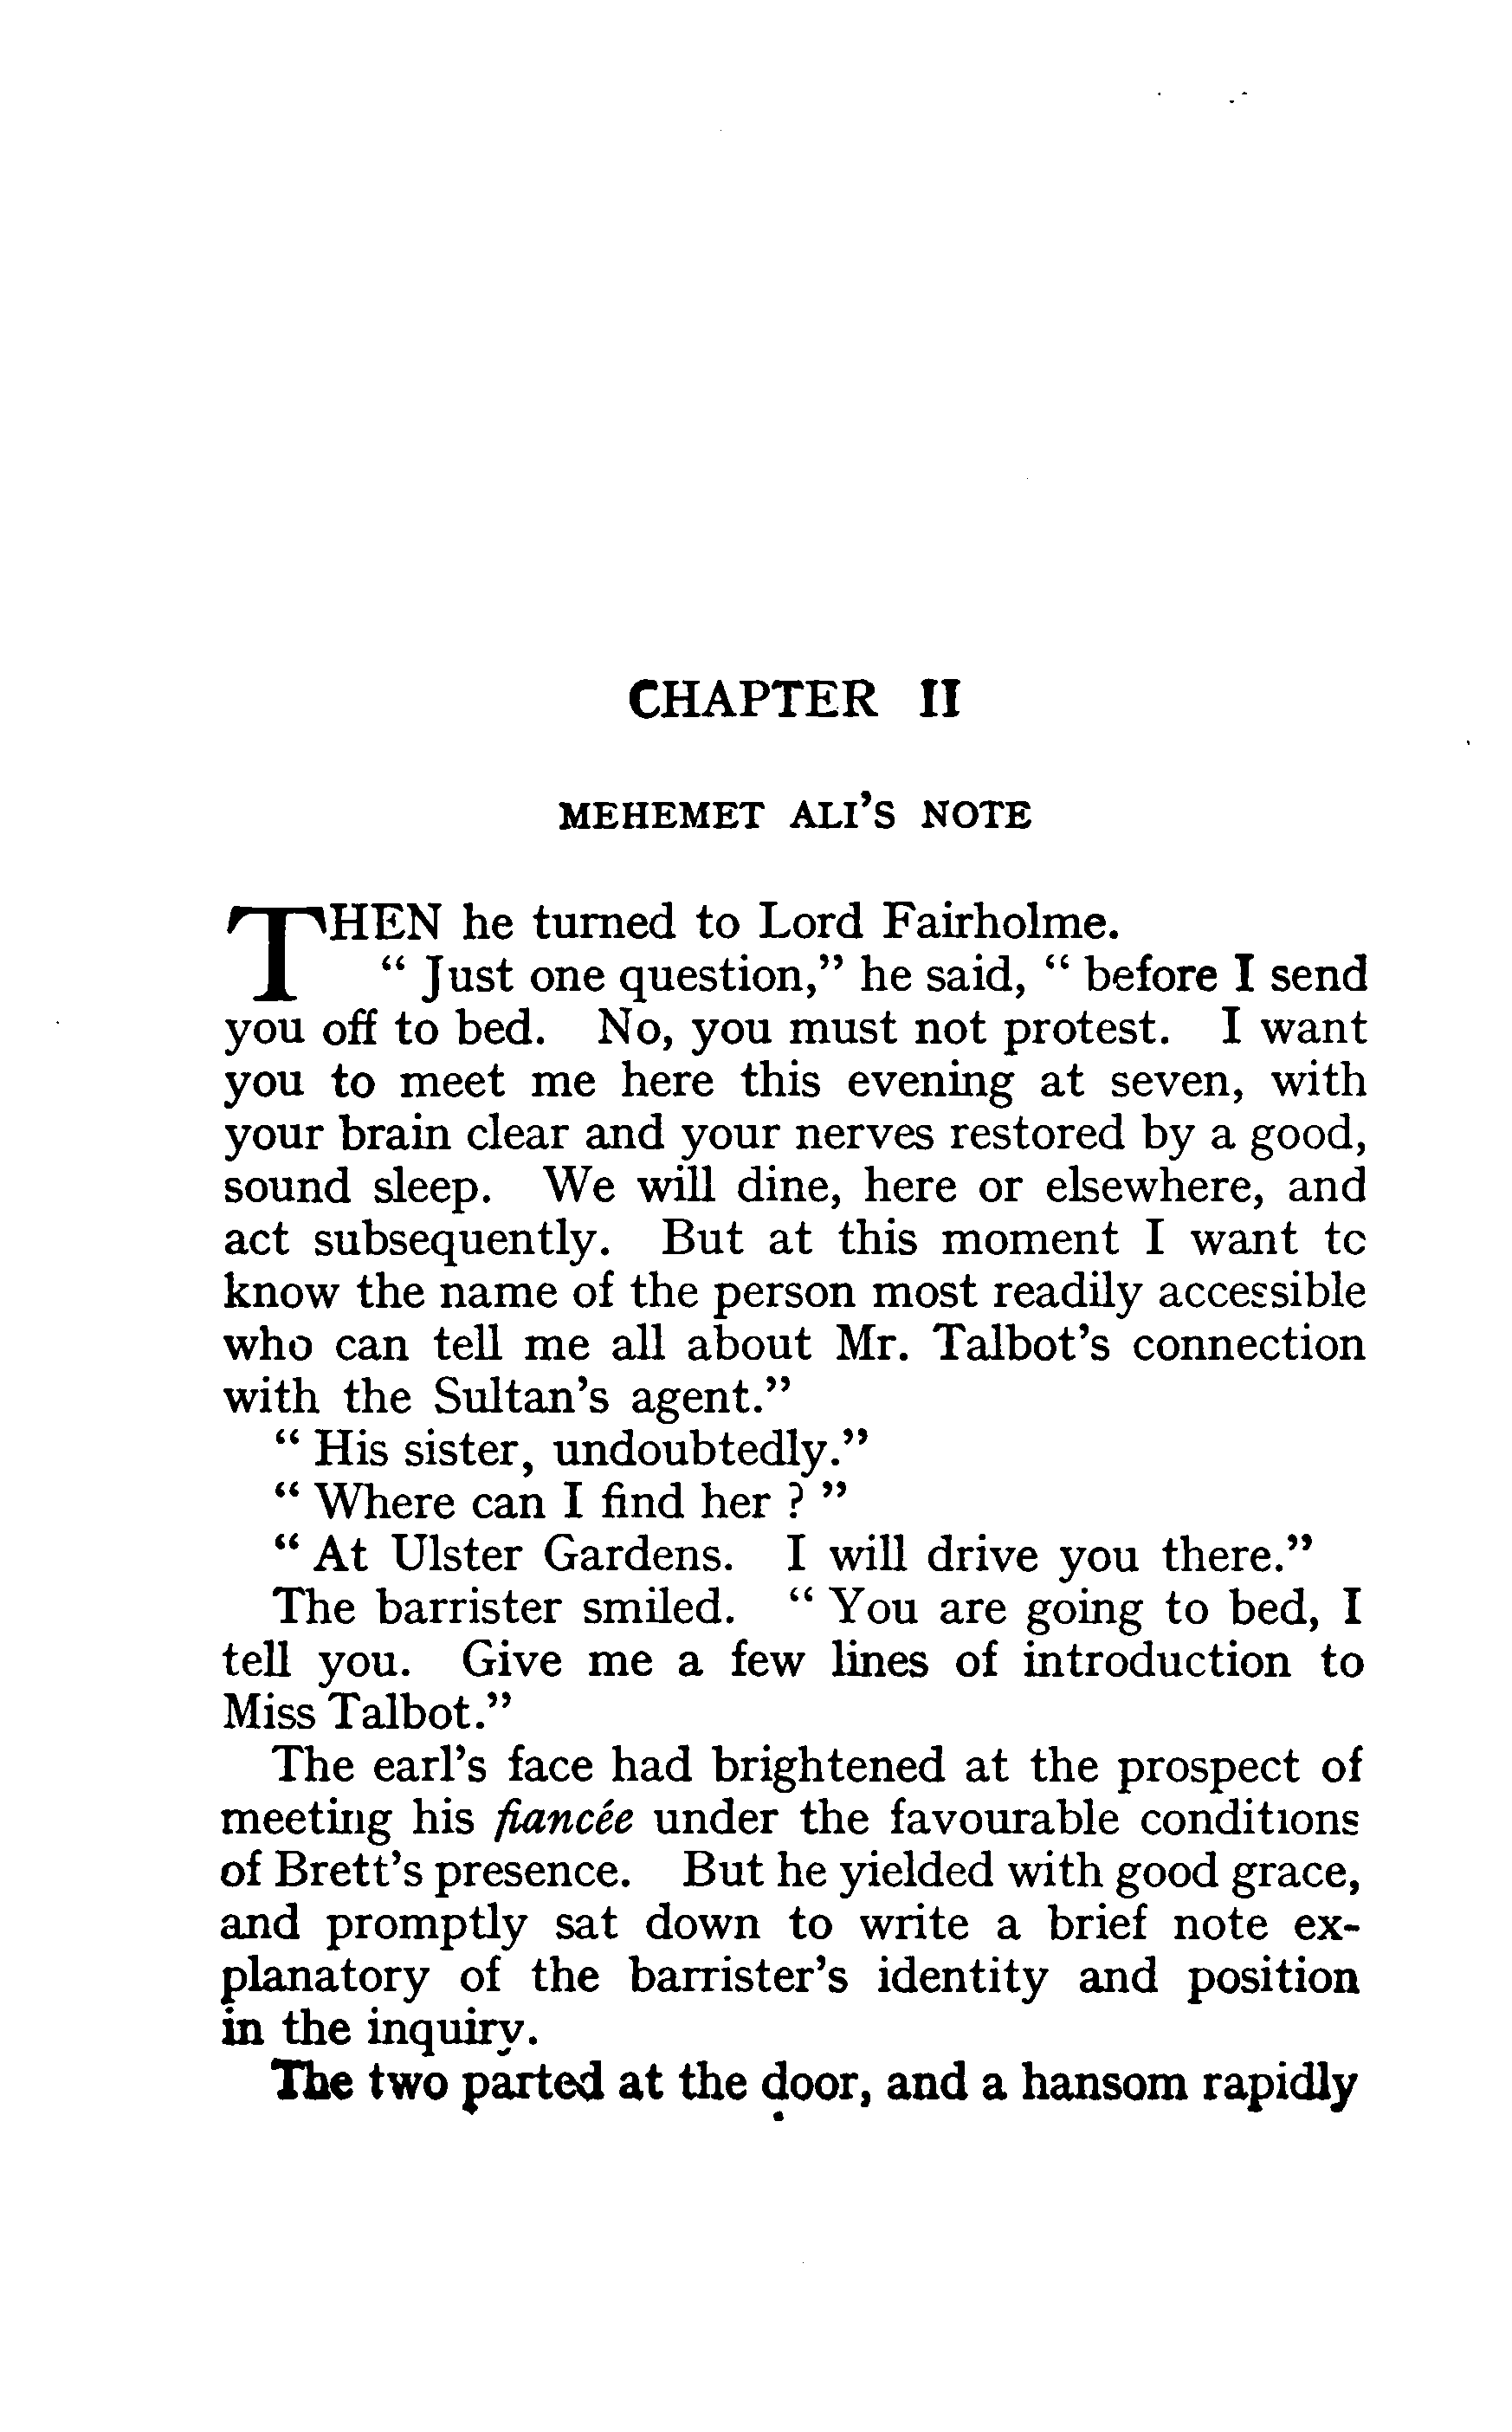 CHAPTER II
MEHEMET ALI'S NOTE
THEN he turned to Lord Fairholme.
" Just one question," he said, " before I send
you off to bed. No, you must not protest. I want
you to meet me here this evening at seven, with
your brain clear and your nerves restored by a good,
sound sleep. We will dine, here or elsewhere, and
act subsequently. But at this moment I want to
know the name of the person most readily accessible
who can tell me all about Mr. Talbot's connection
with the Sultan's agent."
" His sister, undoubtedly."
" Where can I find her ? "
" At Ulster Gardens. I will drive you there."
The barrister smiled. " You are going to bed, I
tell you. Give me a few lines of introduction to
Miss Talbot."
The earl's face had brightened at the prospect of
meeting his fiancée under the favourable conditions
of Brett's presence. But he yielded with good grace,
and promptly sat down to write a brief note ex-
planatory of the barrister's identity and position
in the inquiry.
The two parted at the door, and a hansom rapidly